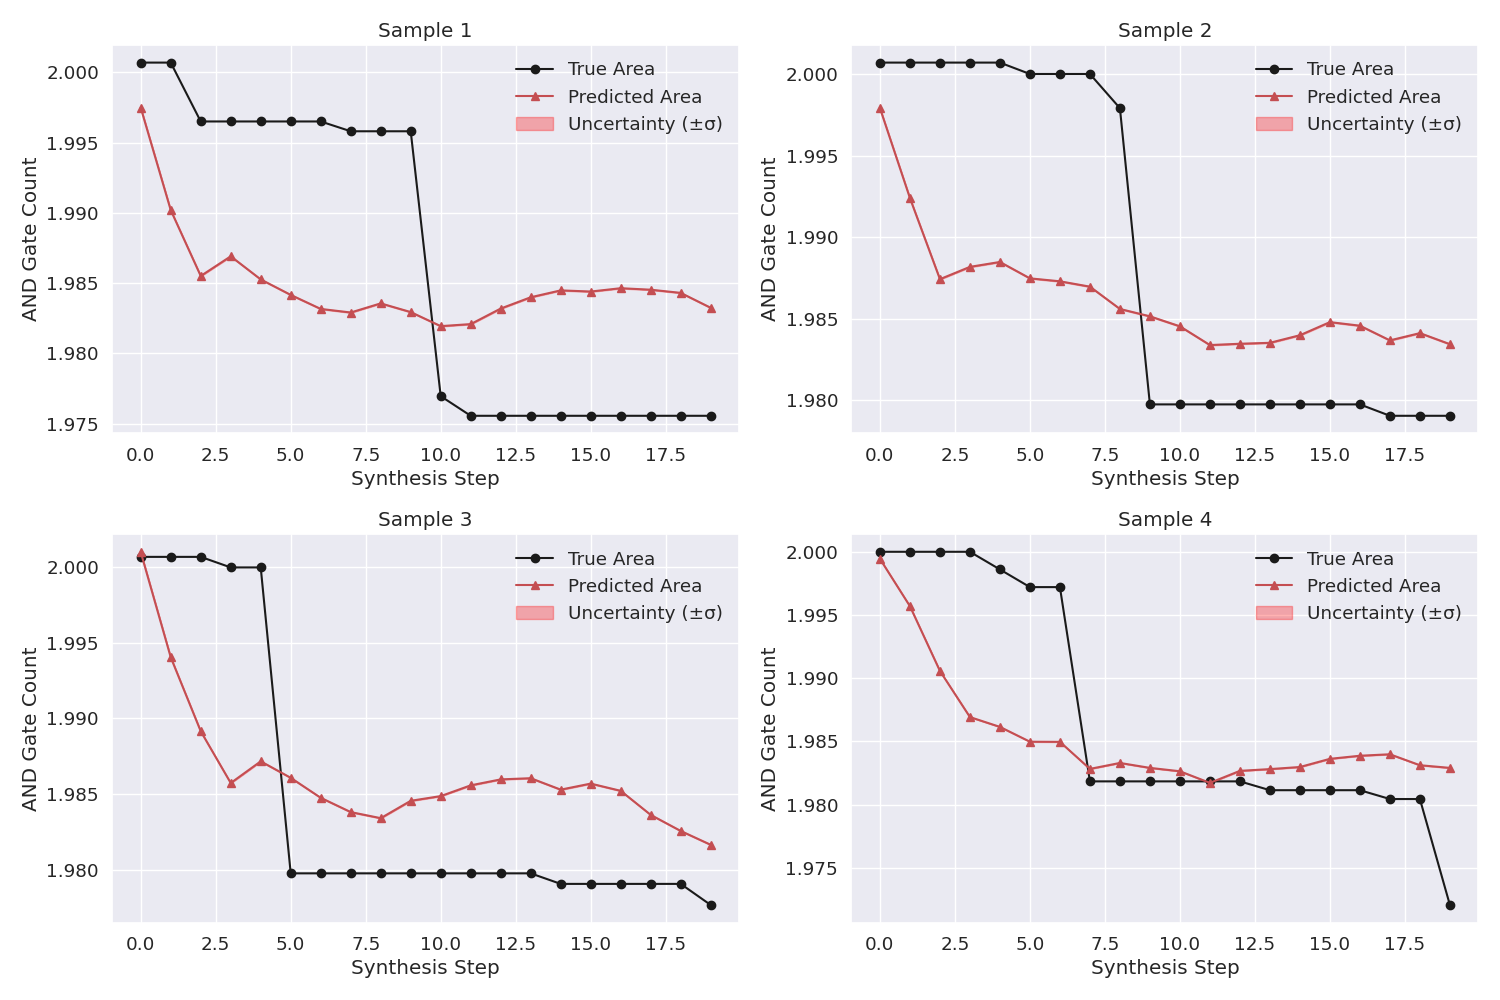 Sample 1
2.000
1.995
1.990
1.985
1.980
1.975
AND Gate Count
True Area
Predicted Area
Uncertainty (±σ)
0.0 2.5 5.0 7.5 10.0 12.5 15.0 17.5
Synthesis Step
Sample 2
2.000
1.995
1.990
1.985
1.980
AND Gate Count
True Area
Predicted Area
Uncertainty (±σ)
0.0 2.5 5.0 7.5 10.0 12.5 15.0 17.5
Synthesis Step
Sample 3
2.000
1.995
1.990
1.985
1.980
AND Gate Count
True Area
Predicted Area
Uncertainty (±σ)
0.0 2.5 5.0 7.5 10.0 12.5 15.0 17.5
Synthesis Step
Sample 4
2.000
1.995
1.990
1.985
1.980
1.975
AND Gate Count
True Area
Predicted Area
Uncertainty (±σ)
0.0 2.5 5.0 7.5 10.0 12.5 15.0 17.5
Synthesis Step